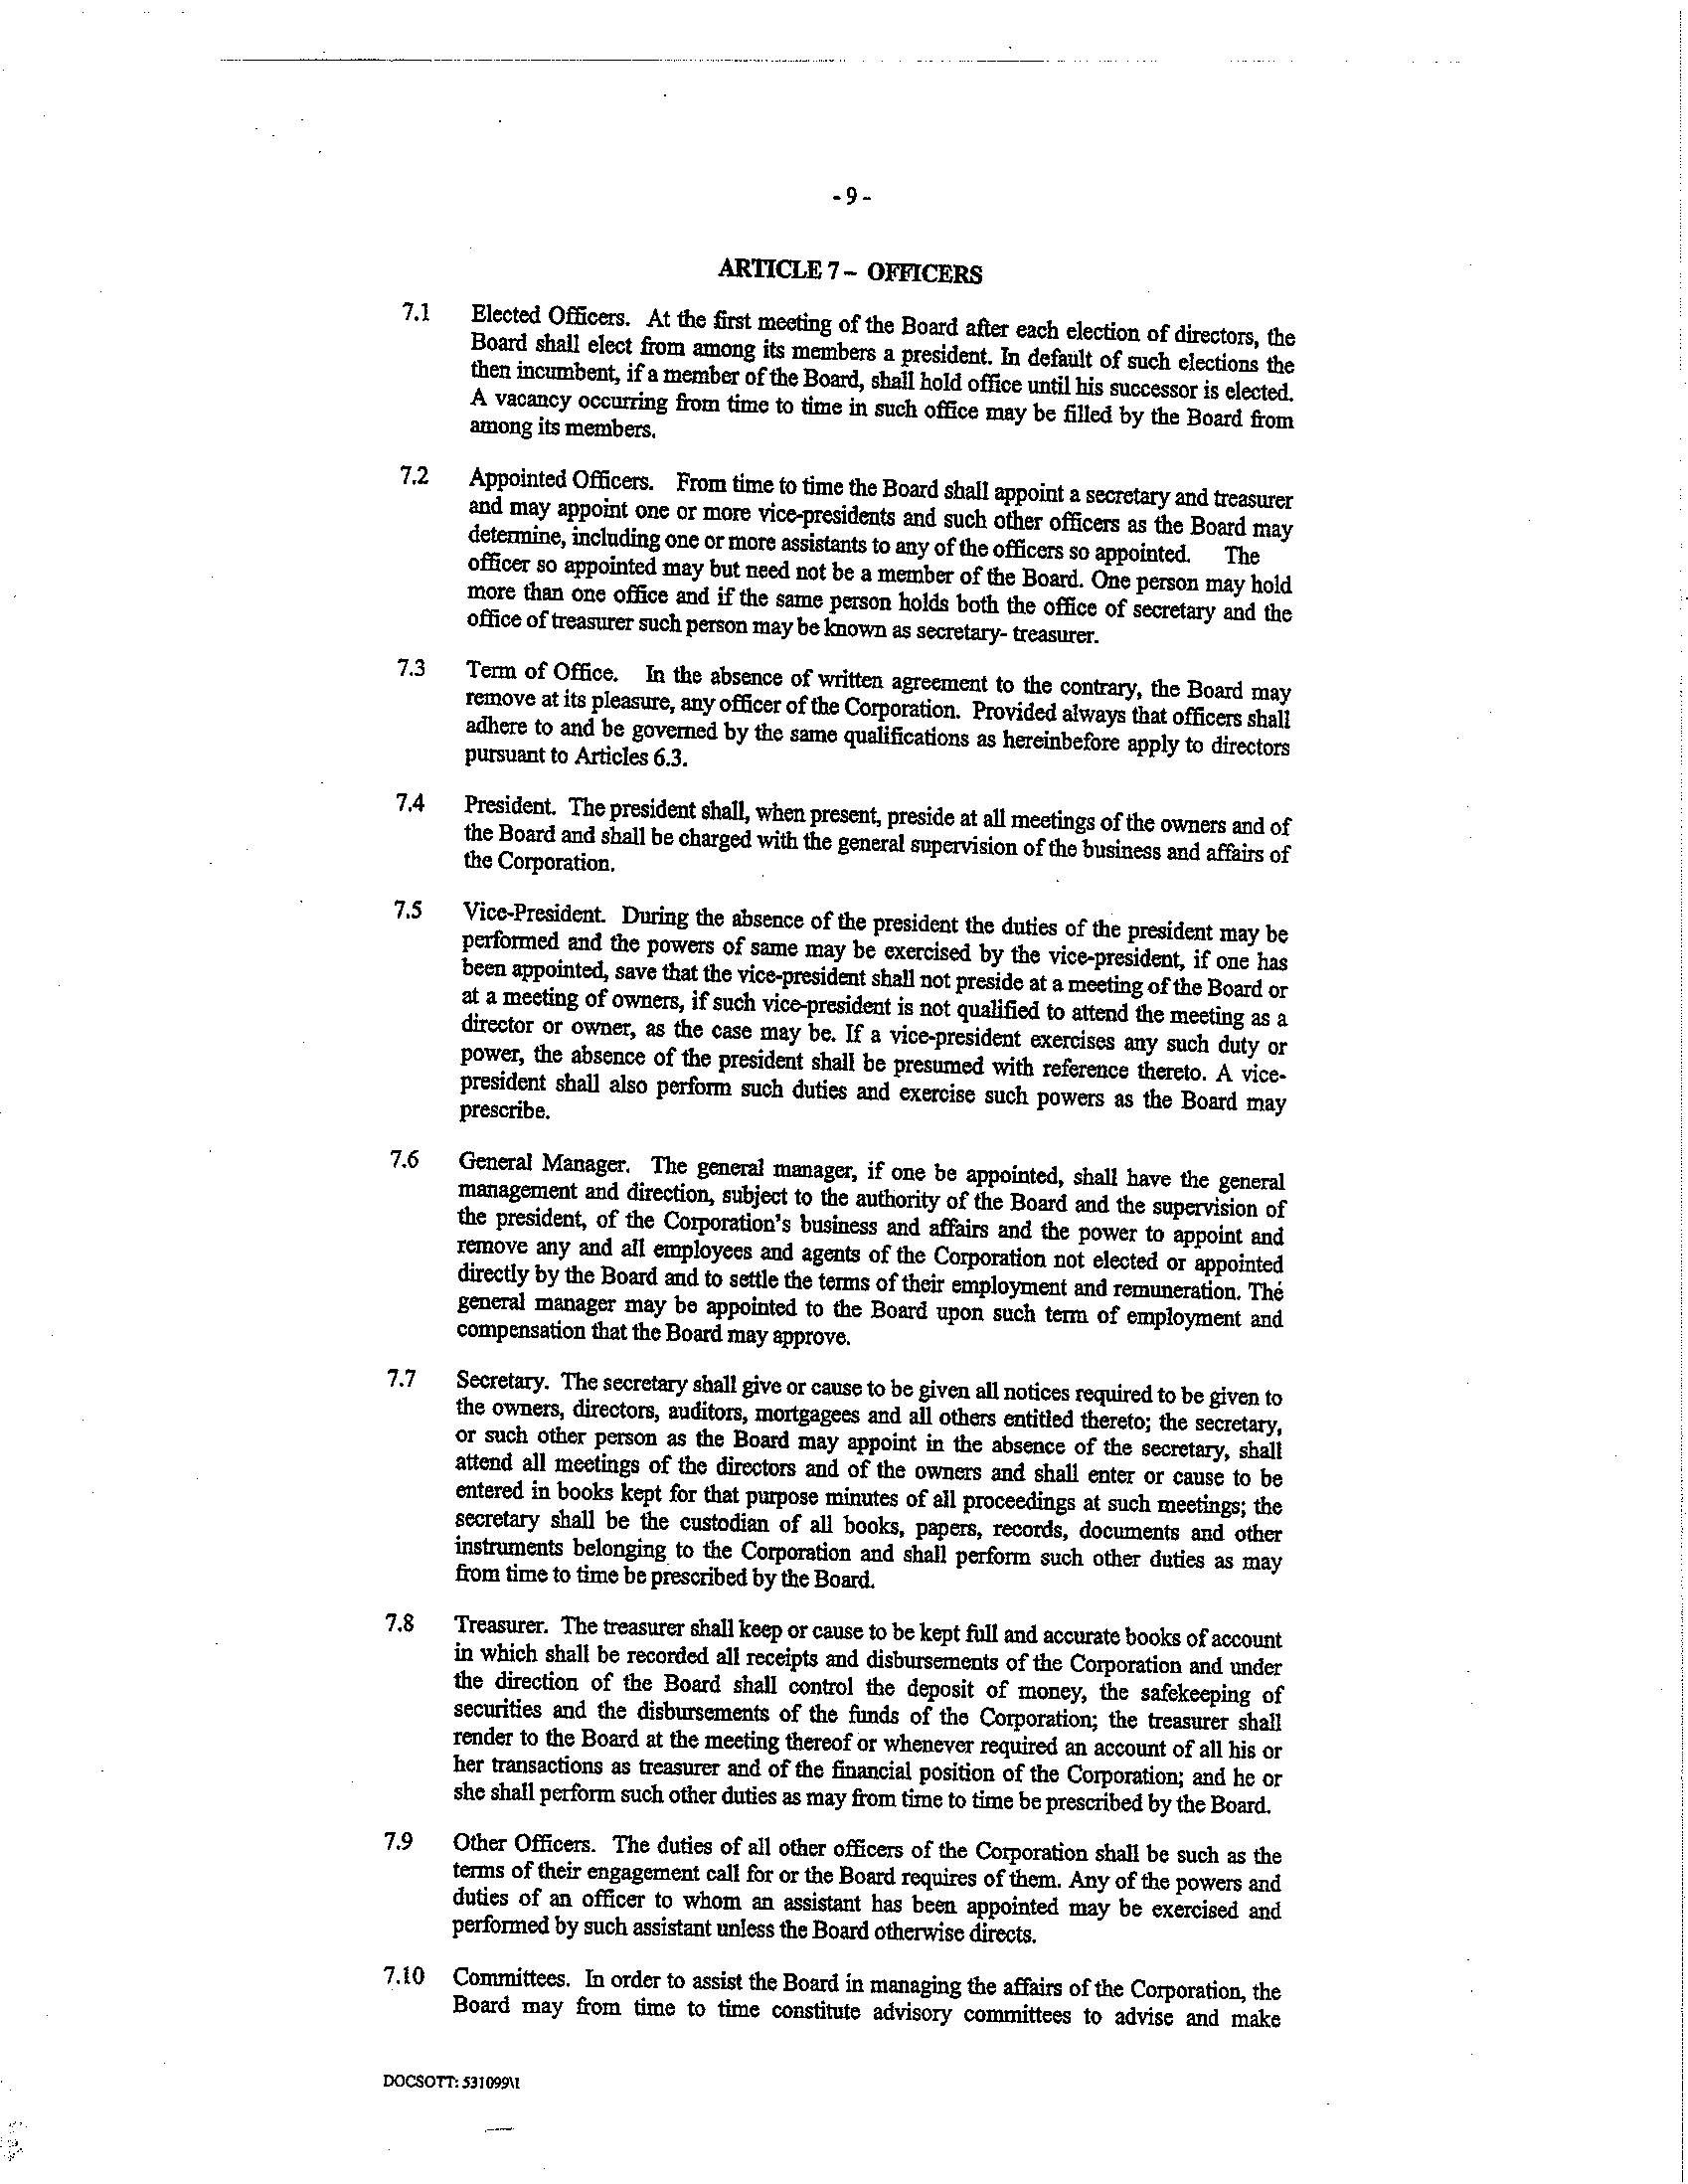 - 9 -
ARTICLE 7 – OFFICERS
7.1 Elected Officers. At the first meeting of the Board after each election of directors, the
Board shall elect from among its members a president. In default of such elections the
then incumbent, if a member of the Board, shall hold office until his successor is elected.
A vacancy occurring from time to time in such office may be filled by the Board from
among its members.
7.2 Appointed Officers. From time to time the Board shall appoint a secretary and treasurer
and may appoint one or more vice-presidents and such other officers as the Board may
determine, including one or more assistants to any of the officers so appointed. The
officer so appointed may but need not be a member of the Board. One person may hold
more than one office and if the same person holds both the office of secretary and the
office of treasurer such person may be known as secretary- treasurer.
7.3 Term of Office. In the absence of written agreement to the contrary, the Board may
remove at its pleasure, any officer of the Corporation. Provided always that officers shall
adhere to and be governed by the same qualifications as hereinbefore apply to directors
pursuant to Articles 6.3.
7.4 President. The president shall, when present, preside at all meetings of the owners and of
the Board and shall be charged with the general supervision of the business and affairs of
the Corporation.
7.5 Vice-President. During the absence of the president the duties of the president may be
performed and the powers of same may be exercised by the vice-president, if one has
been appointed, save that the vice-president shall not preside at a meeting of the Board or
at a meeting of owners, if such vice-president is not qualified to attend the meeting as a
director or owner, as the case may be. If a vice-president exercises any such duty or
power, the absence of the president shall be presumed with reference thereto. A vice-
president shall also perform such duties and exercise such powers as the Board may
prescribe.
7.6 General Manager. The general manager, if one be appointed, shall have the general
management and direction, subject to the authority of the Board and the supervision of
the president, of the Corporation's business and affairs and the power to appoint and
remove any and all employees and agents of the Corporation not elected or appointed
directly by the Board and to settle the terms of their employment and remuneration. The
general manager may be appointed to the Board upon such term of employment and
compensation that the Board may approve.
7.7 Secretary. The secretary shall give or cause to be given all notices required to be given to
the owners, directors, auditors, mortgagees and all others entitled thereto; the secretary,
or such other person as the Board may appoint in the absence of the secretary, shall
attend all meetings of the directors and of the owners and shall enter or cause to be
entered in books kept for that purpose minutes of all proceedings at such meetings; the
secretary shall be the custodian of all books, papers, records, documents and other
instruments belonging to the Corporation and shall perform such other duties as may
from time to time be prescribed by the Board.
7.8 Treasurer. The treasurer shall keep or cause to be kept full and accurate books of account
in which shall be recorded all receipts and disbursements of the Corporation and under
the direction of the Board shall control the deposit of money, the safekeeping of
securities and the disbursements of the funds of the Corporation; the treasurer shall
render to the Board at the meeting thereof or whenever required an account of all his or
her transactions as treasurer and of the financial position of the Corporation; and he or
she shall perform such other duties as may from time to time be prescribed by the Board.
7.9 Other Officers. The duties of all other officers of the Corporation shall be such as the
terms of their engagement call for or the Board requires of them. Any of the powers and
duties of an officer to whom an assistant has been appointed may be exercised and
performed by such assistant unless the Board otherwise directs.
7.10 Committees. In order to assist the Board in managing the affairs of the Corporation, the
Board may from time to time constitute advisory committees to advise and make
DOCSOTT: 531099\1